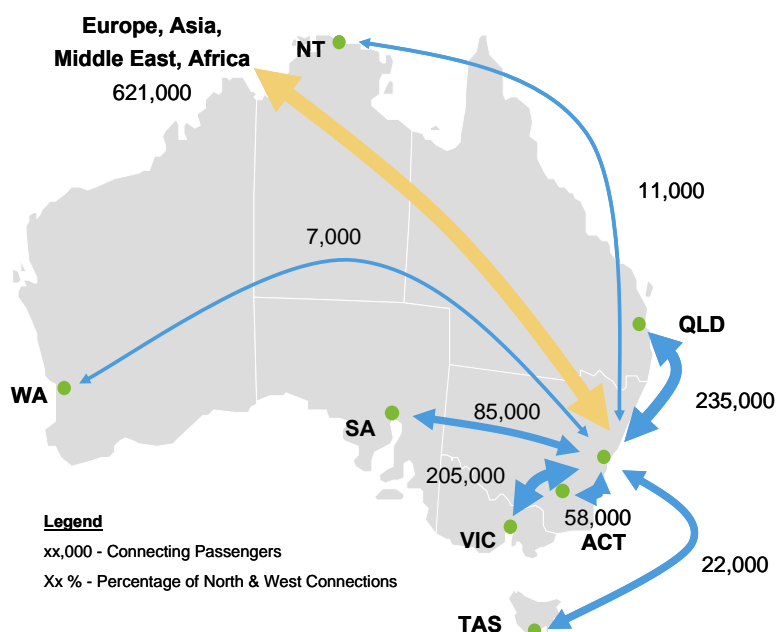 Europe, Asia,
Middle East, Africa
621,000
NT
11,000
7,000
QLD
WA
235,000
85,000
SA
205,000
58,000
VIC
ACT
22,000
TAS
Legend
xx,000 - Connecting Passengers
Xx % - Percentage of North & West Connections